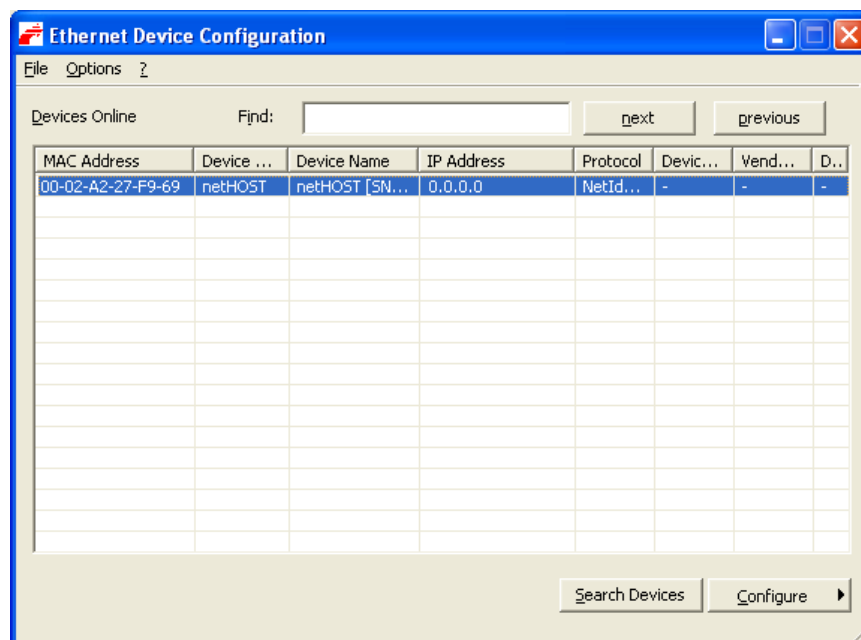 Ethernet Device Configuration
File Options ?
Devices Online Find: next previous
MAC Address Device ... Device Name IP Address Protocol Devic... Vend... D..
00-02-A2-27-F9-69 netHOST netHOST [SN... 0.0.0.0 NetId... - - -
Search Devices Configure